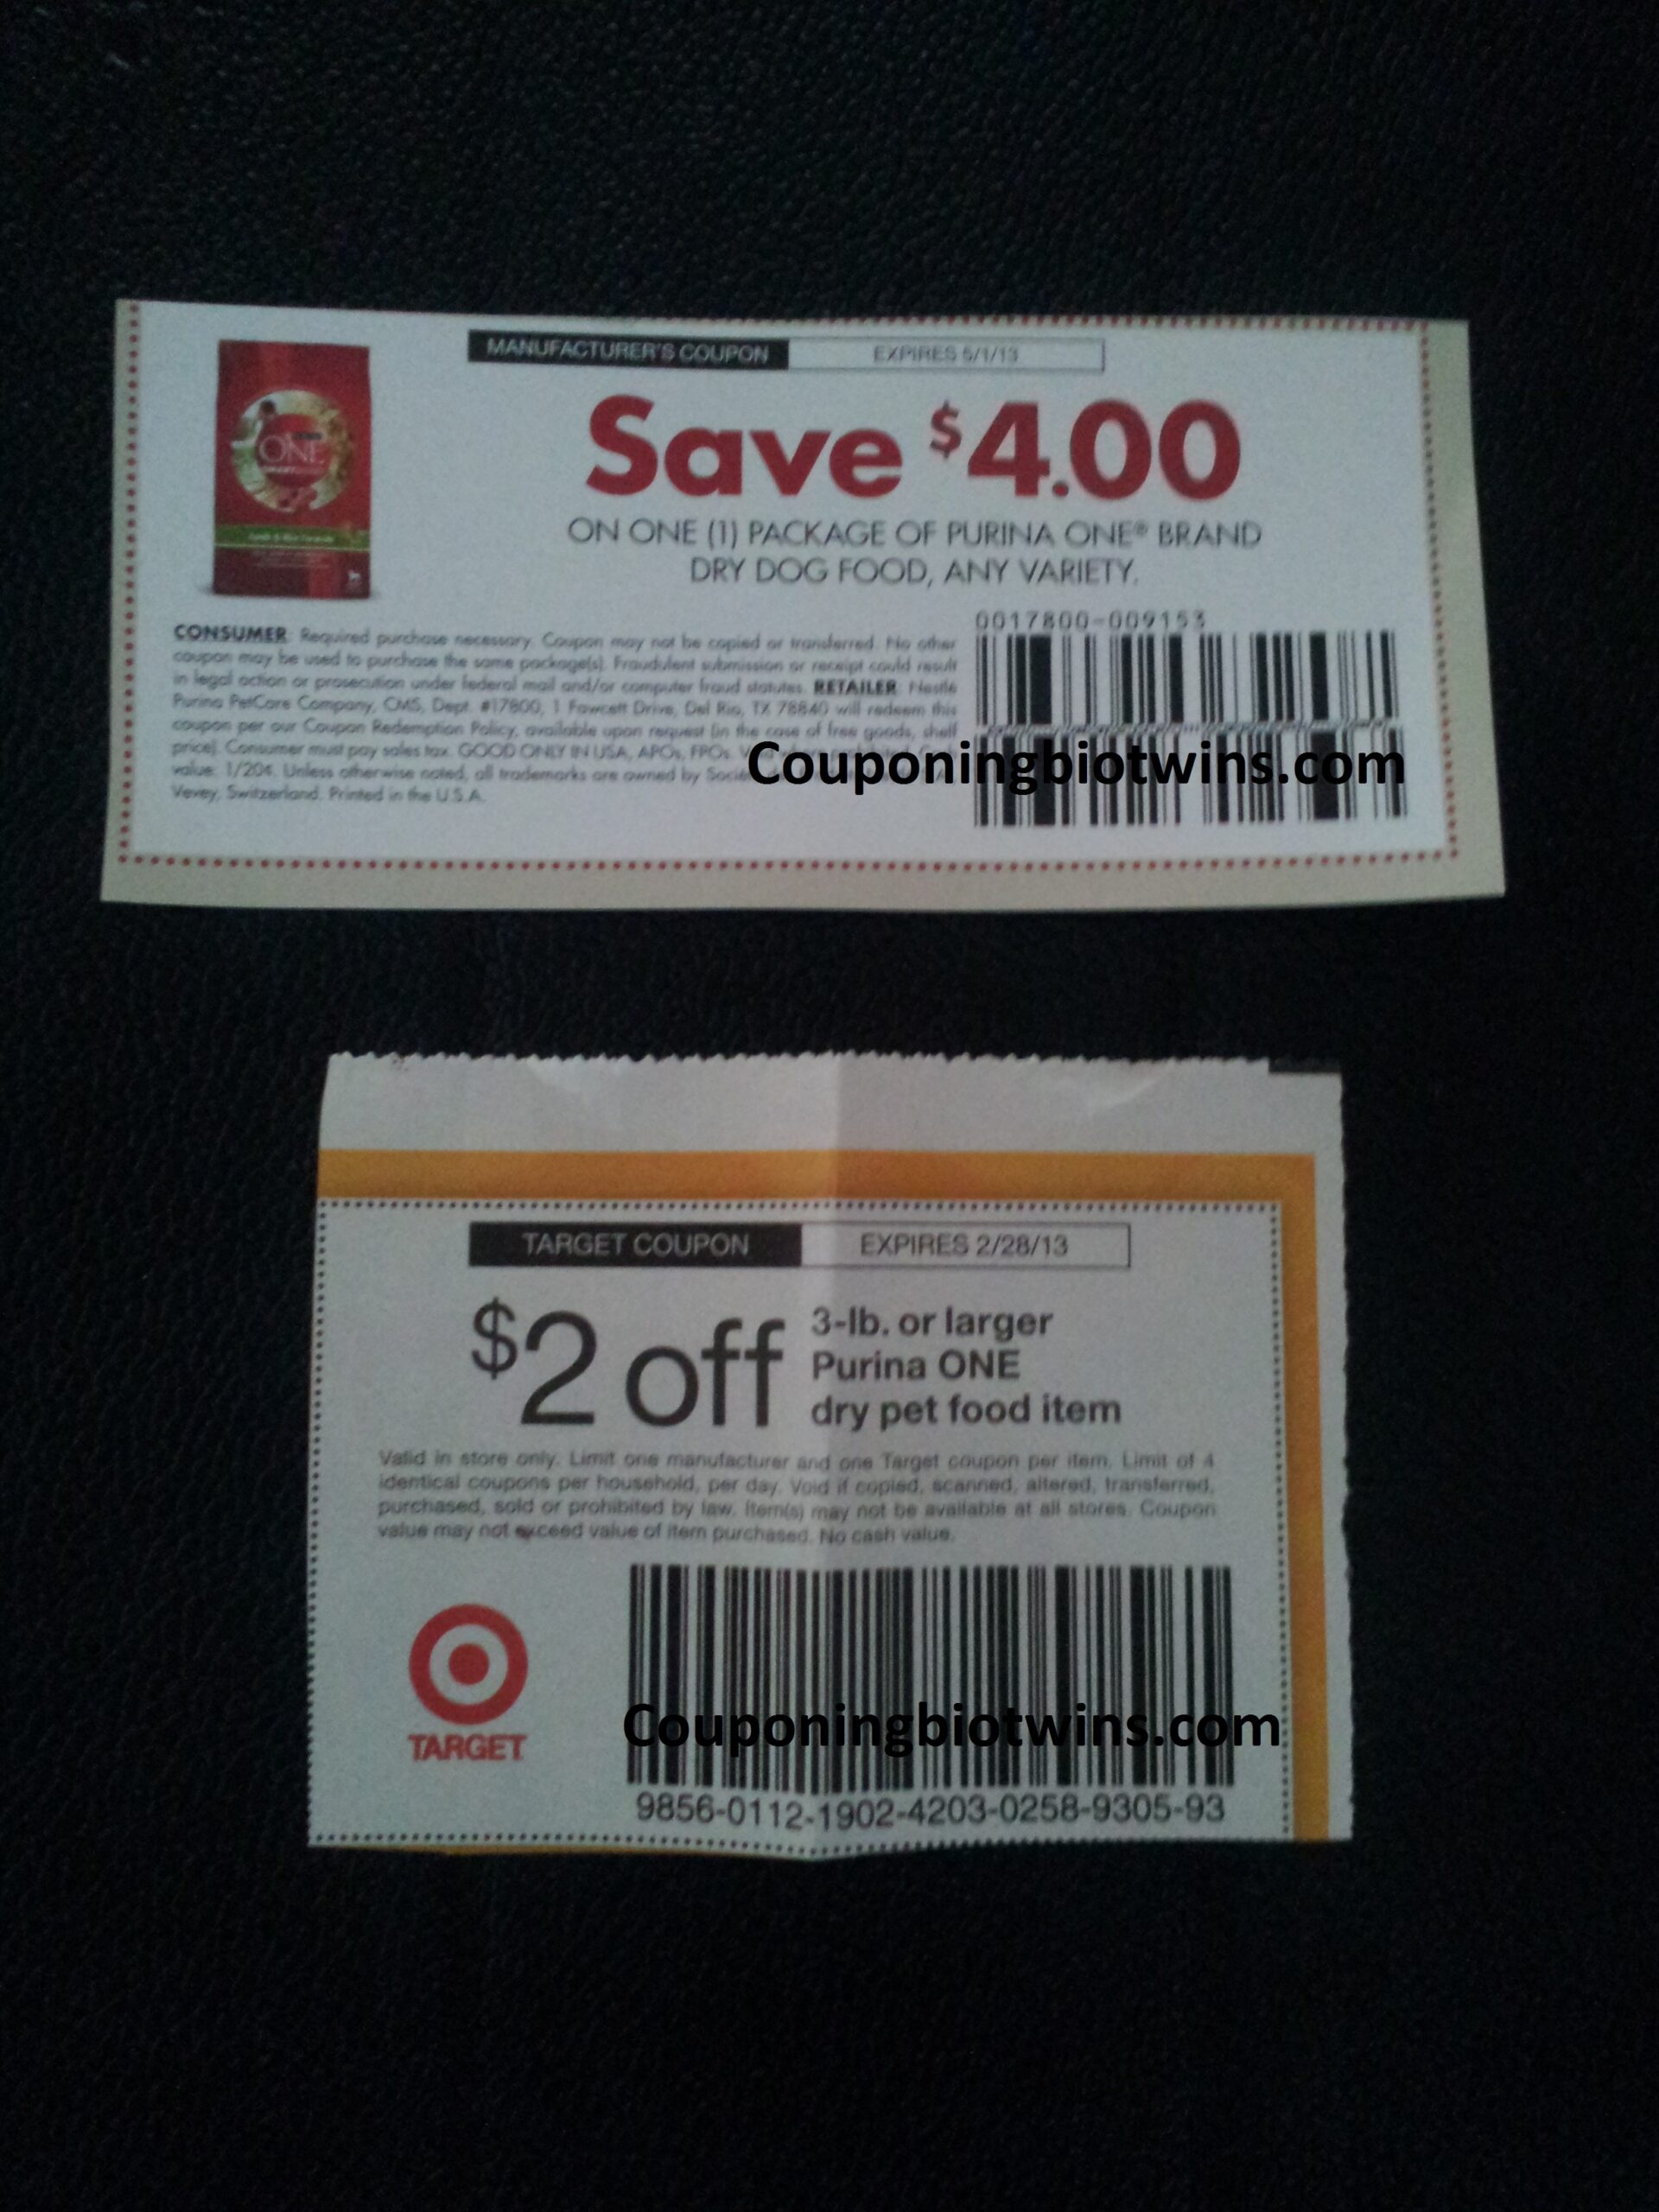 MANUFACTURER'S COUPON EXPIRES 5/1/13
ONE
Save $4.00
ON ONE (1) PACKAGE OF PURINA ONE® BRAND
DRY DOG FOOD, ANY VARIETY.
0017800-009153
CONSUMER: Required purchase necessary. Coupon may not be copied or transferred. No other
coupon may be used to purchase the same package(s). Fraudulent submission or receipt could result
in legal action or prosecution under federal mail and/or computer fraud statutes. RETAILER: Nestlé
Purina PetCare Company, CMS, Dept. #17800, 1 Fawcett Drive, Del Rio, TX 78840 will redeem this
coupon per our Coupon Redemption Policy, available upon request (in the case of free goods, shelf
price). Consumer must pay sales tax. GOOD ONLY IN USA, APOs, FPOs.
value: 1/20¢. Unless otherwise noted, all trademarks are owned by
Vevey, Switzerland. Printed in the U.S.A.
Couponingbiotwins.com
TARGET COUPON EXPIRES 2/28/13
$2 off 3-lb. or larger
Purina ONE
dry pet food item
Valid in store only. Limit one manufacturer and one Target coupon per item. Limit of 4
identical coupons per household, per day. Void if copied, scanned, altered, transferred,
purchased, sold or prohibited by law. Item(s) may not be available at all stores. Coupon
value may not exceed value of item purchased. No cash value.
TARGET
Couponingbiotwins.com
9856-0112-1902-4203-0258-9305-93